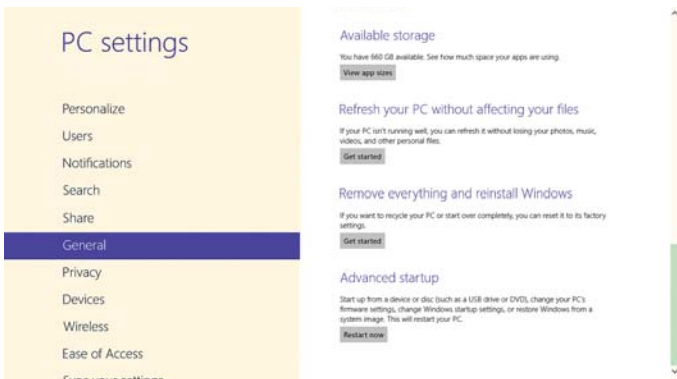 PC settings
Personalize
Users
Notifications
Search
Share
General
Privacy
Devices
Wireless
Ease of Access
Sync your settings
Available storage
You have 660 GB available. See how much space your apps are using.
View app sizes
Refresh your PC without affecting your files
If your PC isn't running well, you can refresh it without losing your photos, music,
videos, and other personal files.
Get started
Remove everything and reinstall Windows
If you want to recycle your PC or start over completely, you can reset it to its factory
settings.
Get started
Advanced startup
Start up from a device or disc (such as a USB drive or DVD), change your PC's
firmware settings, change Windows startup settings, or restore Windows from a
system image. This will restart your PC.
Restart now